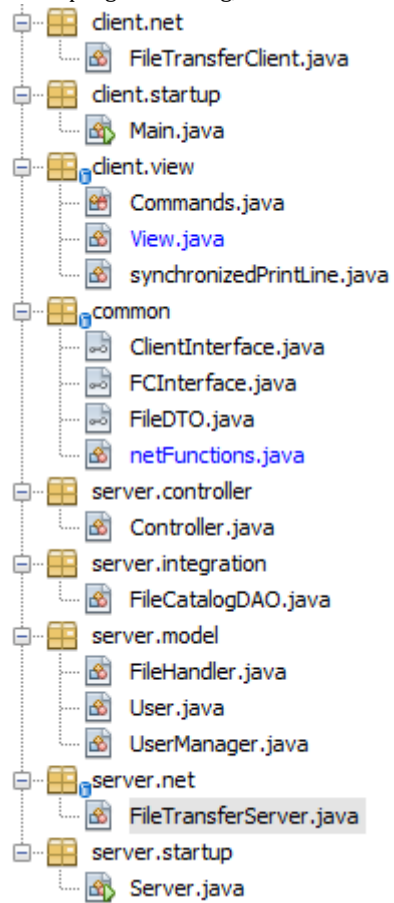 client.net
FileTransferClient.java
client.startup
Main.java
client.view
Commands.java
View.java
synchronizedPrintLine.java
common
ClientInterface.java
FCInterface.java
FileDTO.java
netFunctions.java
server.controller
Controller.java
server.integration
FileCatalogDAO.java
server.model
FileHandler.java
User.java
UserManager.java
server.net
FileTransferServer.java
server.startup
Server.java